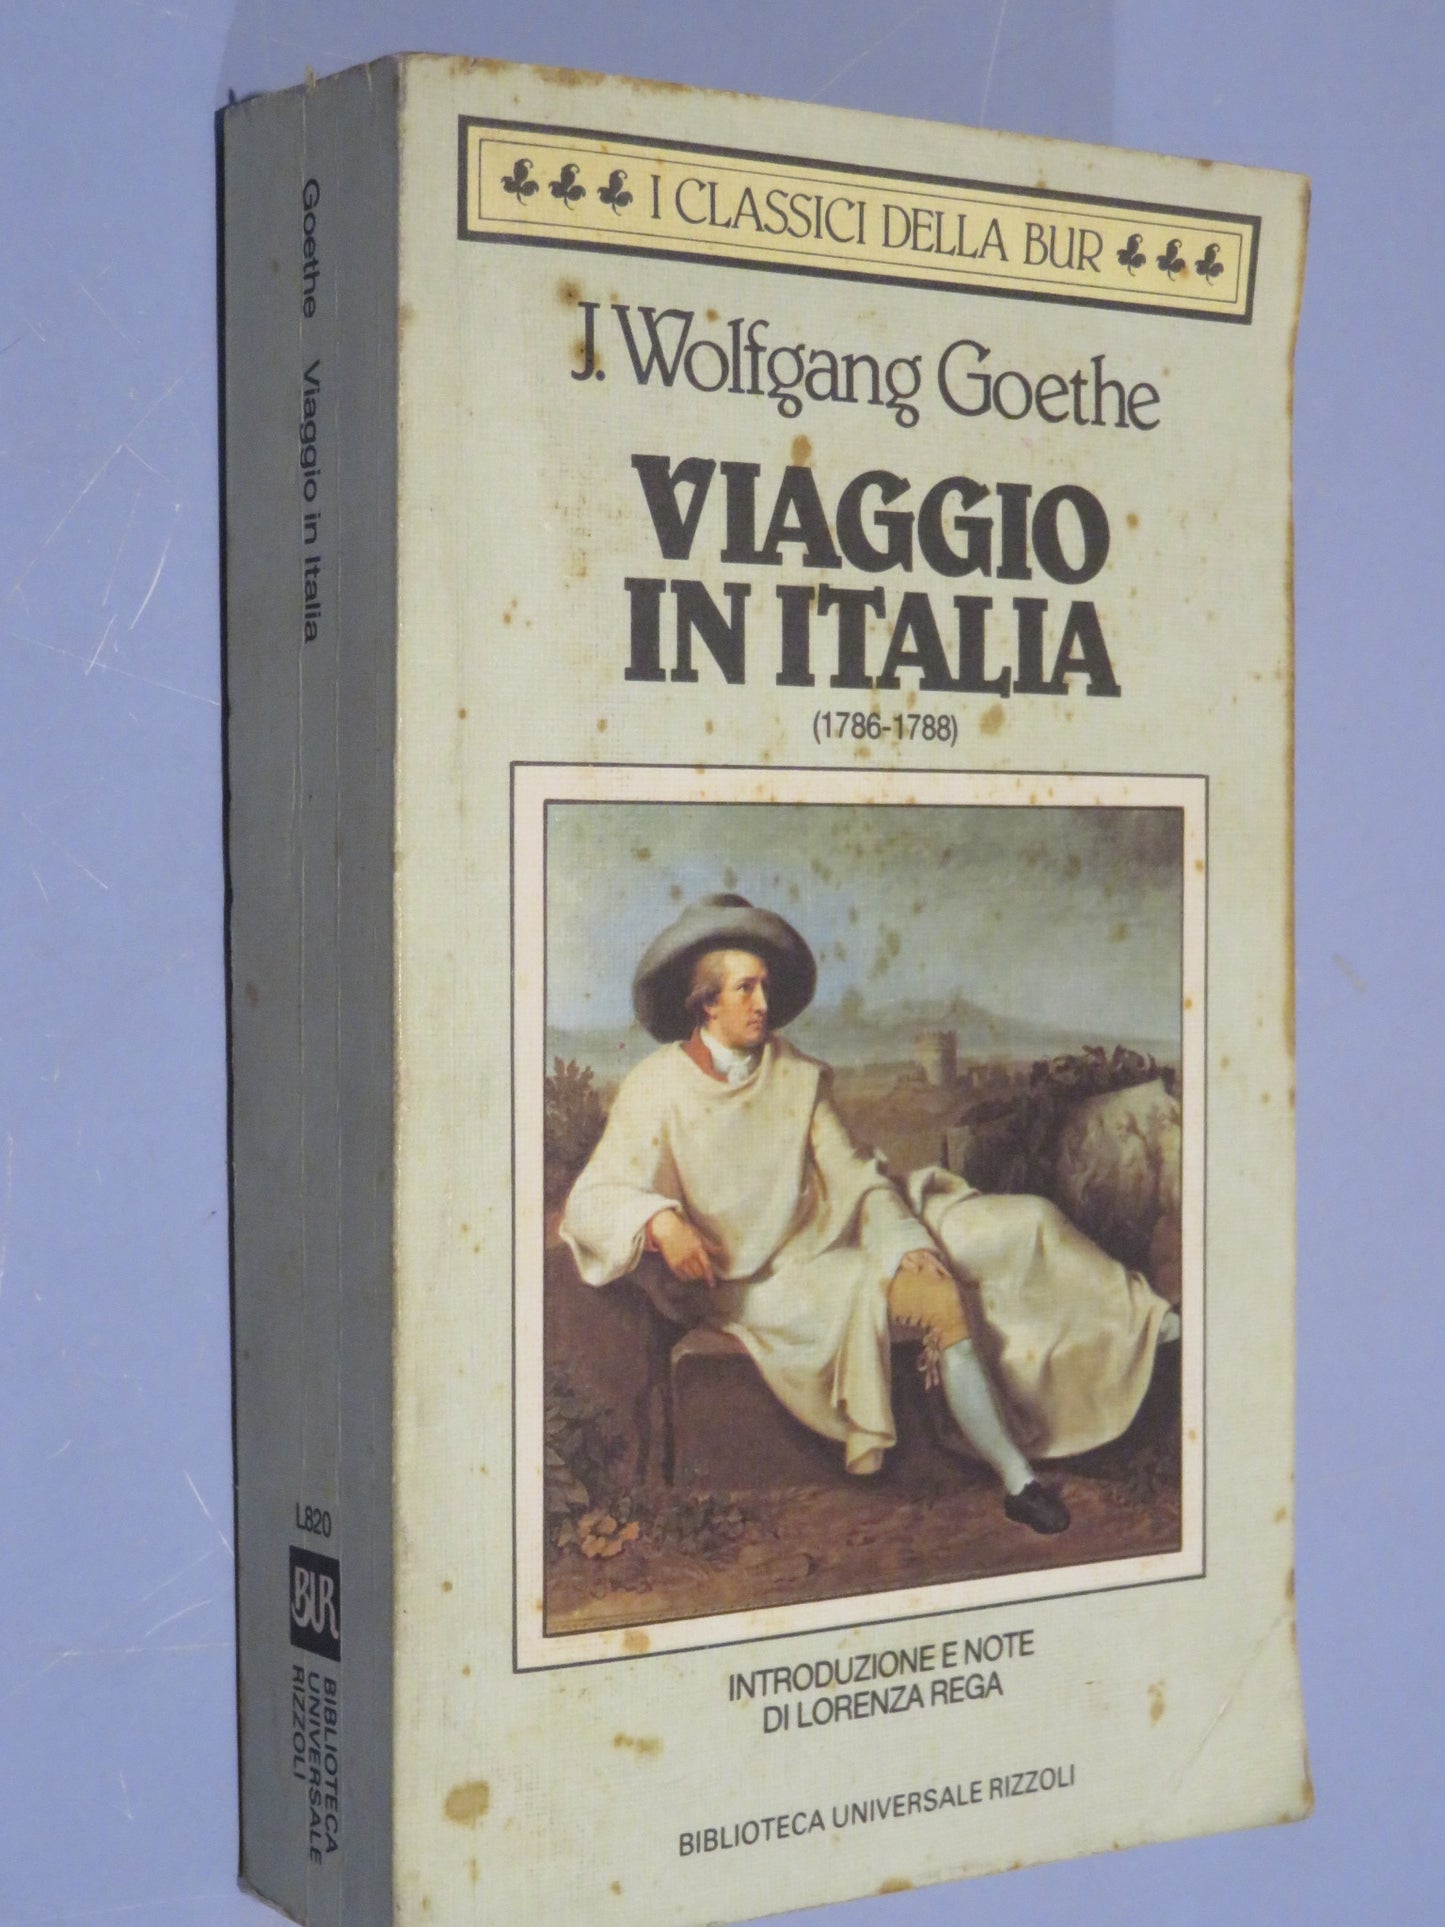 I CLASSICI DELLA BUR
J. Wolfgang Goethe
VIAGGIO
IN ITALIA
(1786-1788)
INTRODUZIONE E NOTE
DI LORENZA REGA
BIBLIOTECA UNIVERSALE RIZZOLI
Goethe Viaggio in Italia
L820
BUR
BIBLIOTECA
UNIVERSALE
RIZZOLI